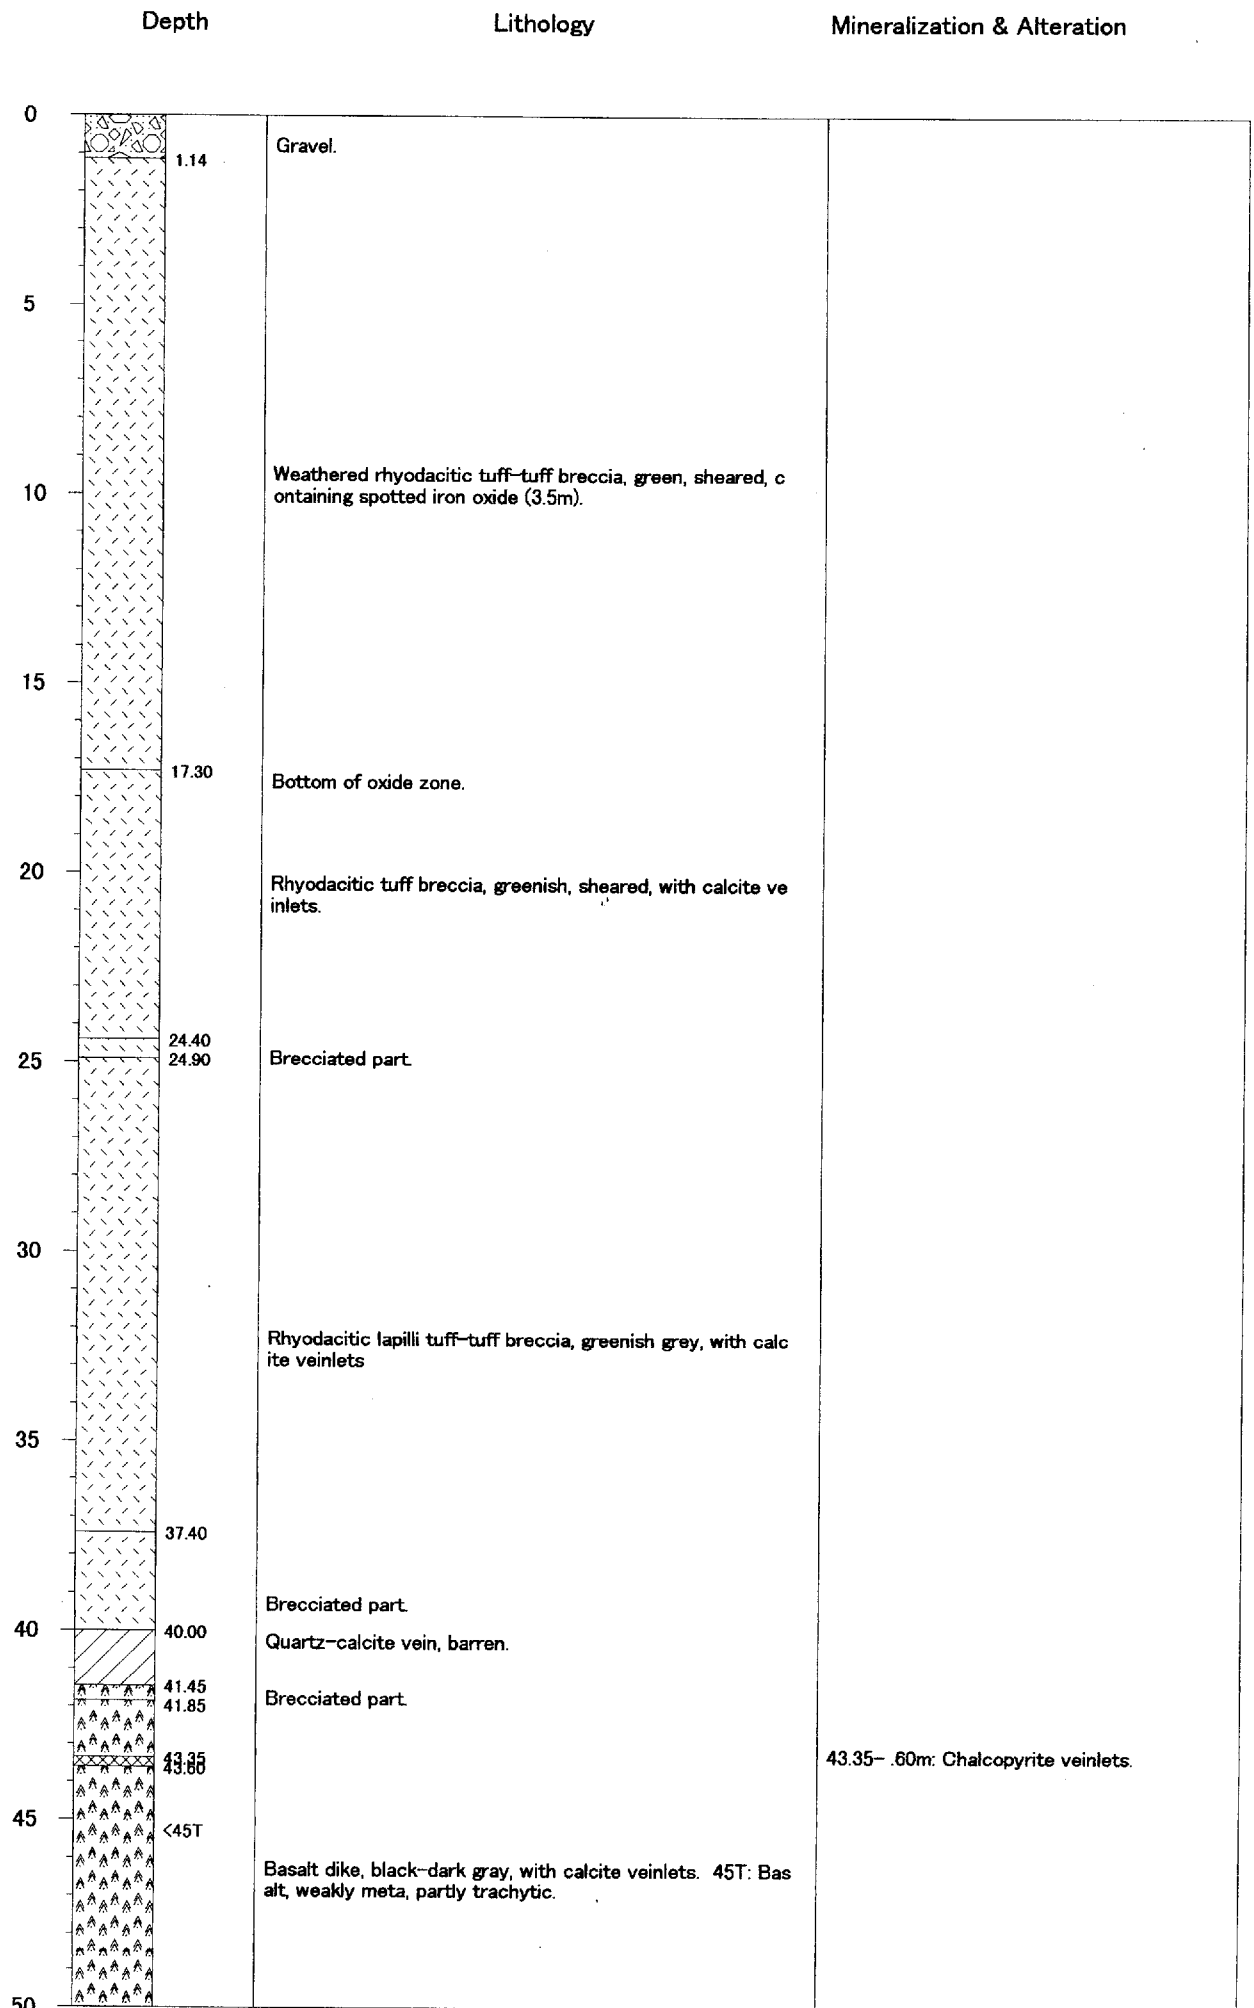 Depth Lithology Mineralization & Alteration
0
Gravel.
1.14
5
Weathered rhyodacitic tuff-tuff breccia, green, sheared, c
10
ontaining spotted iron oxide (3.5m).
15
17.30
Bottom of oxide zone.
20
Rhyodacitic tuff breccia, greenish, sheared, with calcite ve
inlets.
24.40
24.90
25
Brecciated part.
30
Rhyodacitic lapilli tuff-tuff breccia, greenish grey, with calc
ite veinlets
35
37.40
Brecciated part.
40
40.00
Quartz-calcite vein, barren.
41.45
41.85
Brecciated part.
43.35
43.60
43.35- .60m: Chalcopyrite veinlets.
45
<45T
Basalt dike, black-dark gray, with calcite veinlets. 45T: Bas
alt, weakly meta, partly trachytic.
50